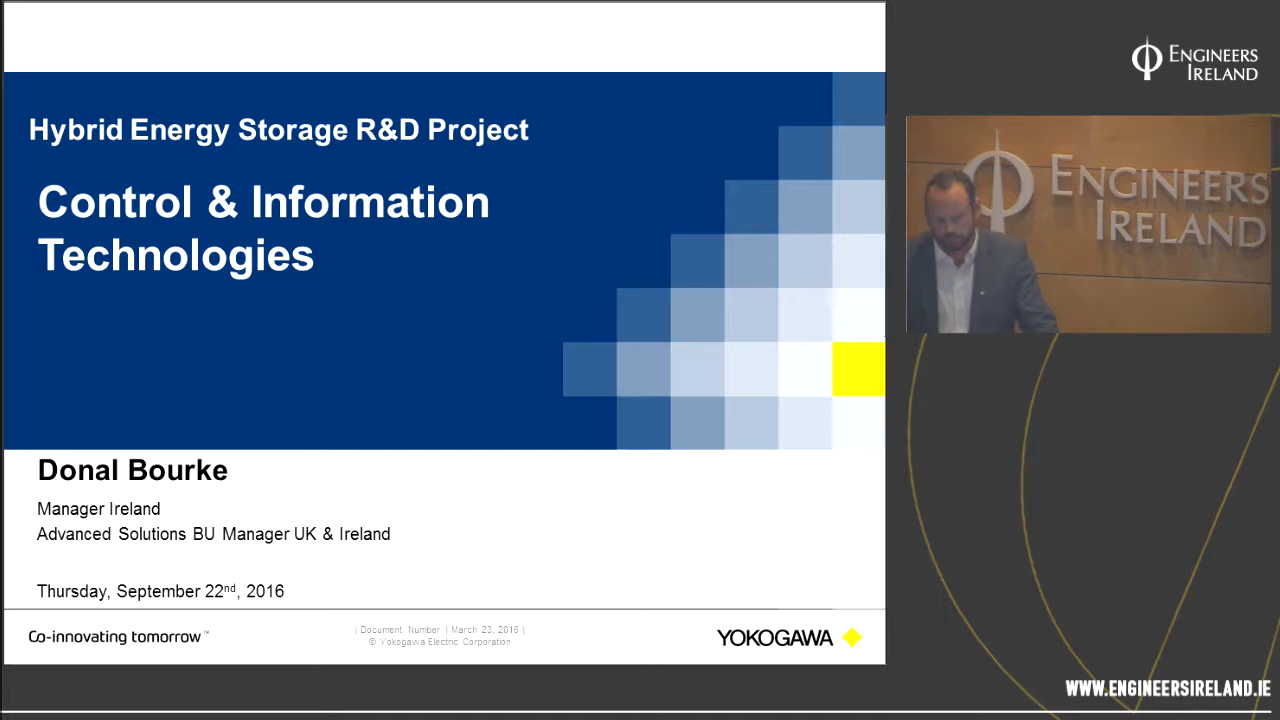 Hybrid Energy Storage R&D Project
Control & Information
Technologies
Donal Bourke
Manager Ireland
Advanced Solutions BU Manager UK & Ireland
Thursday, September 22nd, 2016
Co-innovating tomorrow™
| Document Number | March 23, 2016 |
© Yokogawa Electric Corporation
YOKOGAWA
ENGINEERS
IRELAND
ENGINEERS
IRELAND
WWW.ENGINEERSIRELAND.IE